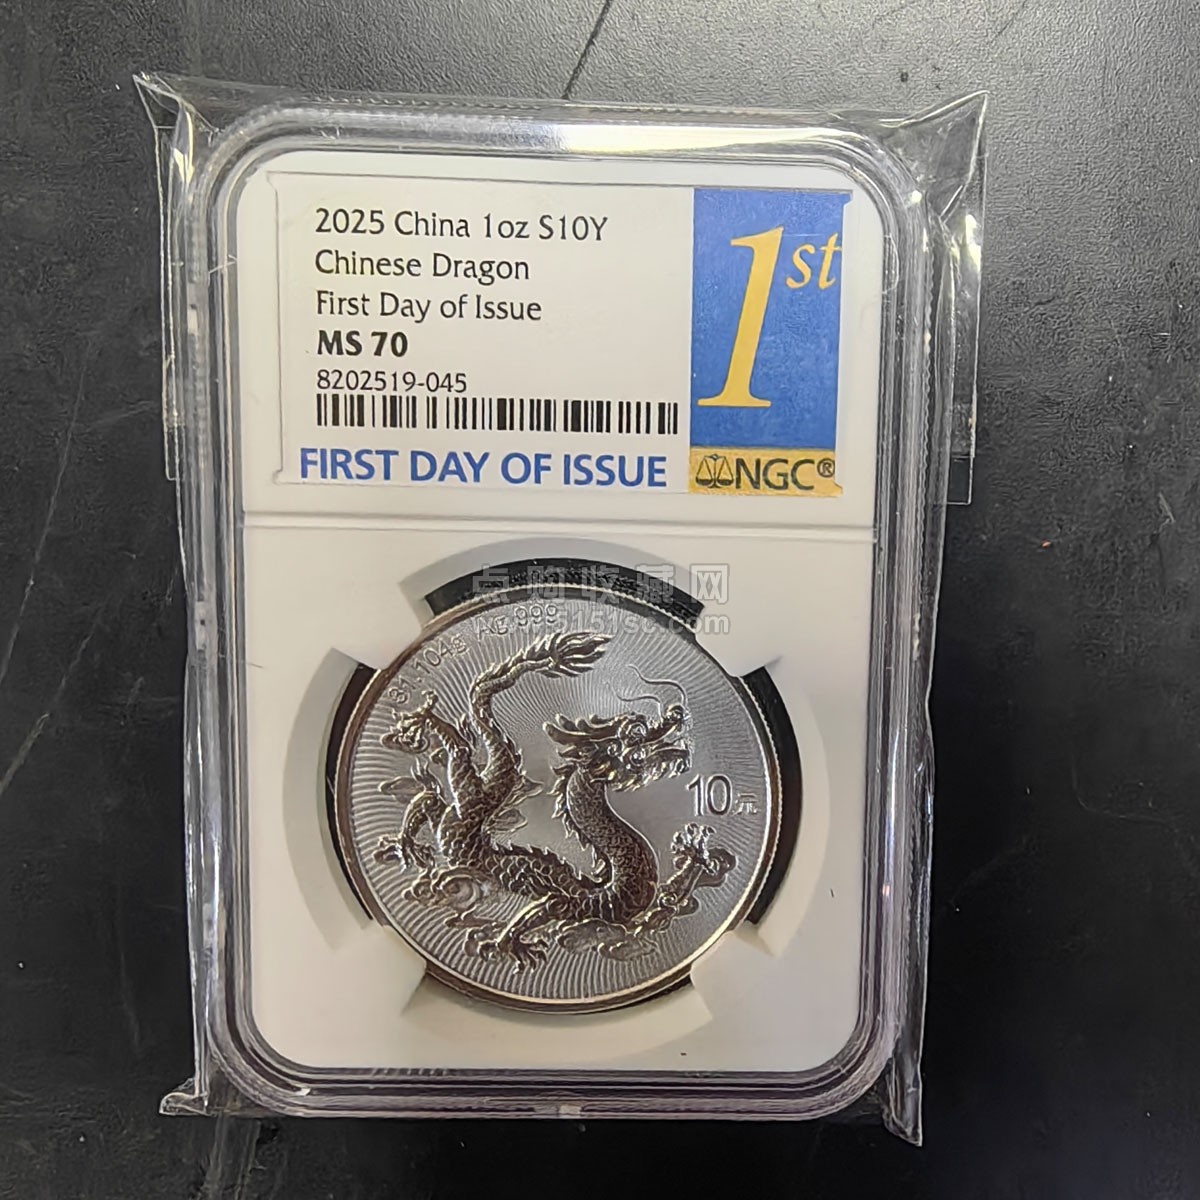 2025 China 1oz S10Y
Chinese Dragon
First Day of Issue
MS 70
8202519-045
FIRST DAY OF ISSUE
1st
NGC®
点购收藏网
31.104g Ag.999
10元